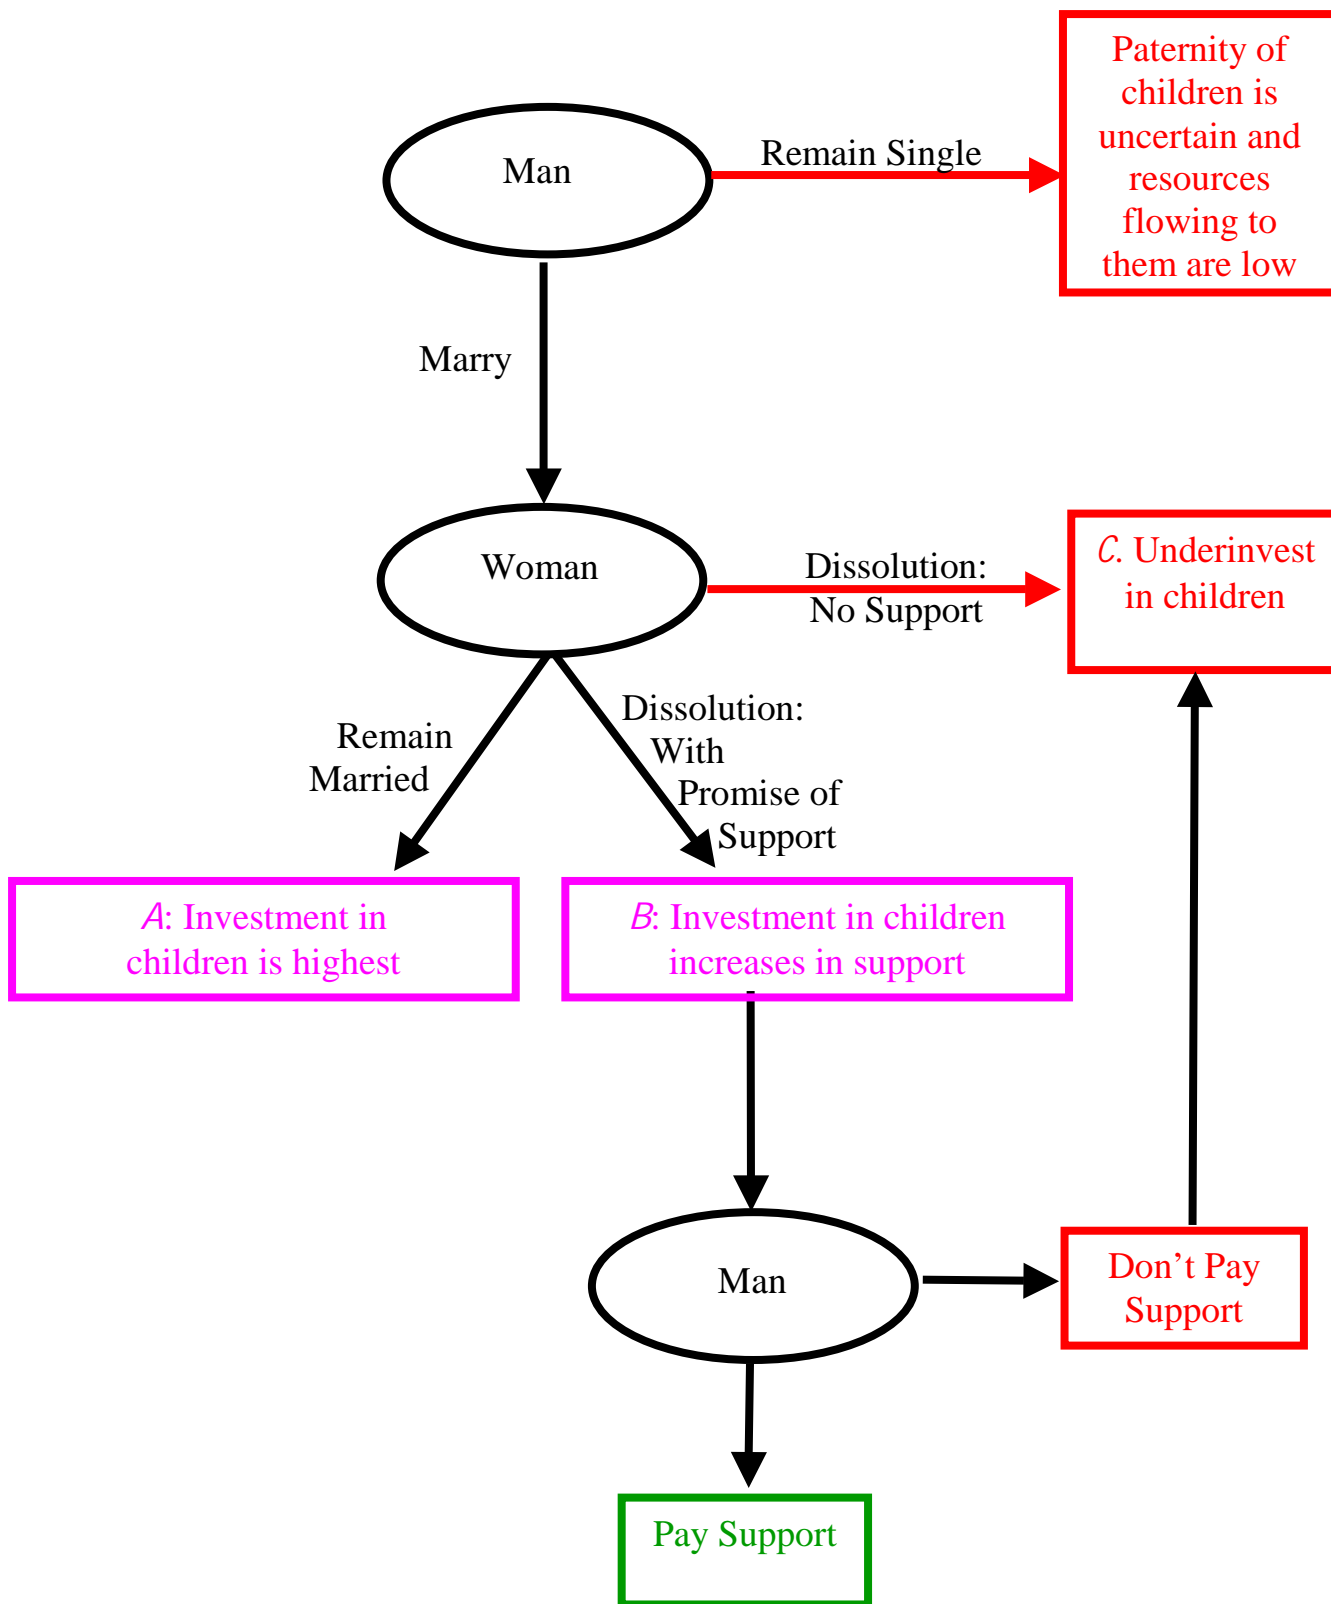 Man
Remain Single
Paternity of
children is
uncertain and
resources
flowing to
them are low
Marry
Woman
Dissolution:
No Support
C. Underinvest
in children
Remain
Married
Dissolution:
With
Promise of
Support
A: Investment in
children is highest
B: Investment in children
increases in support
Man
Don’t Pay
Support
Pay Support